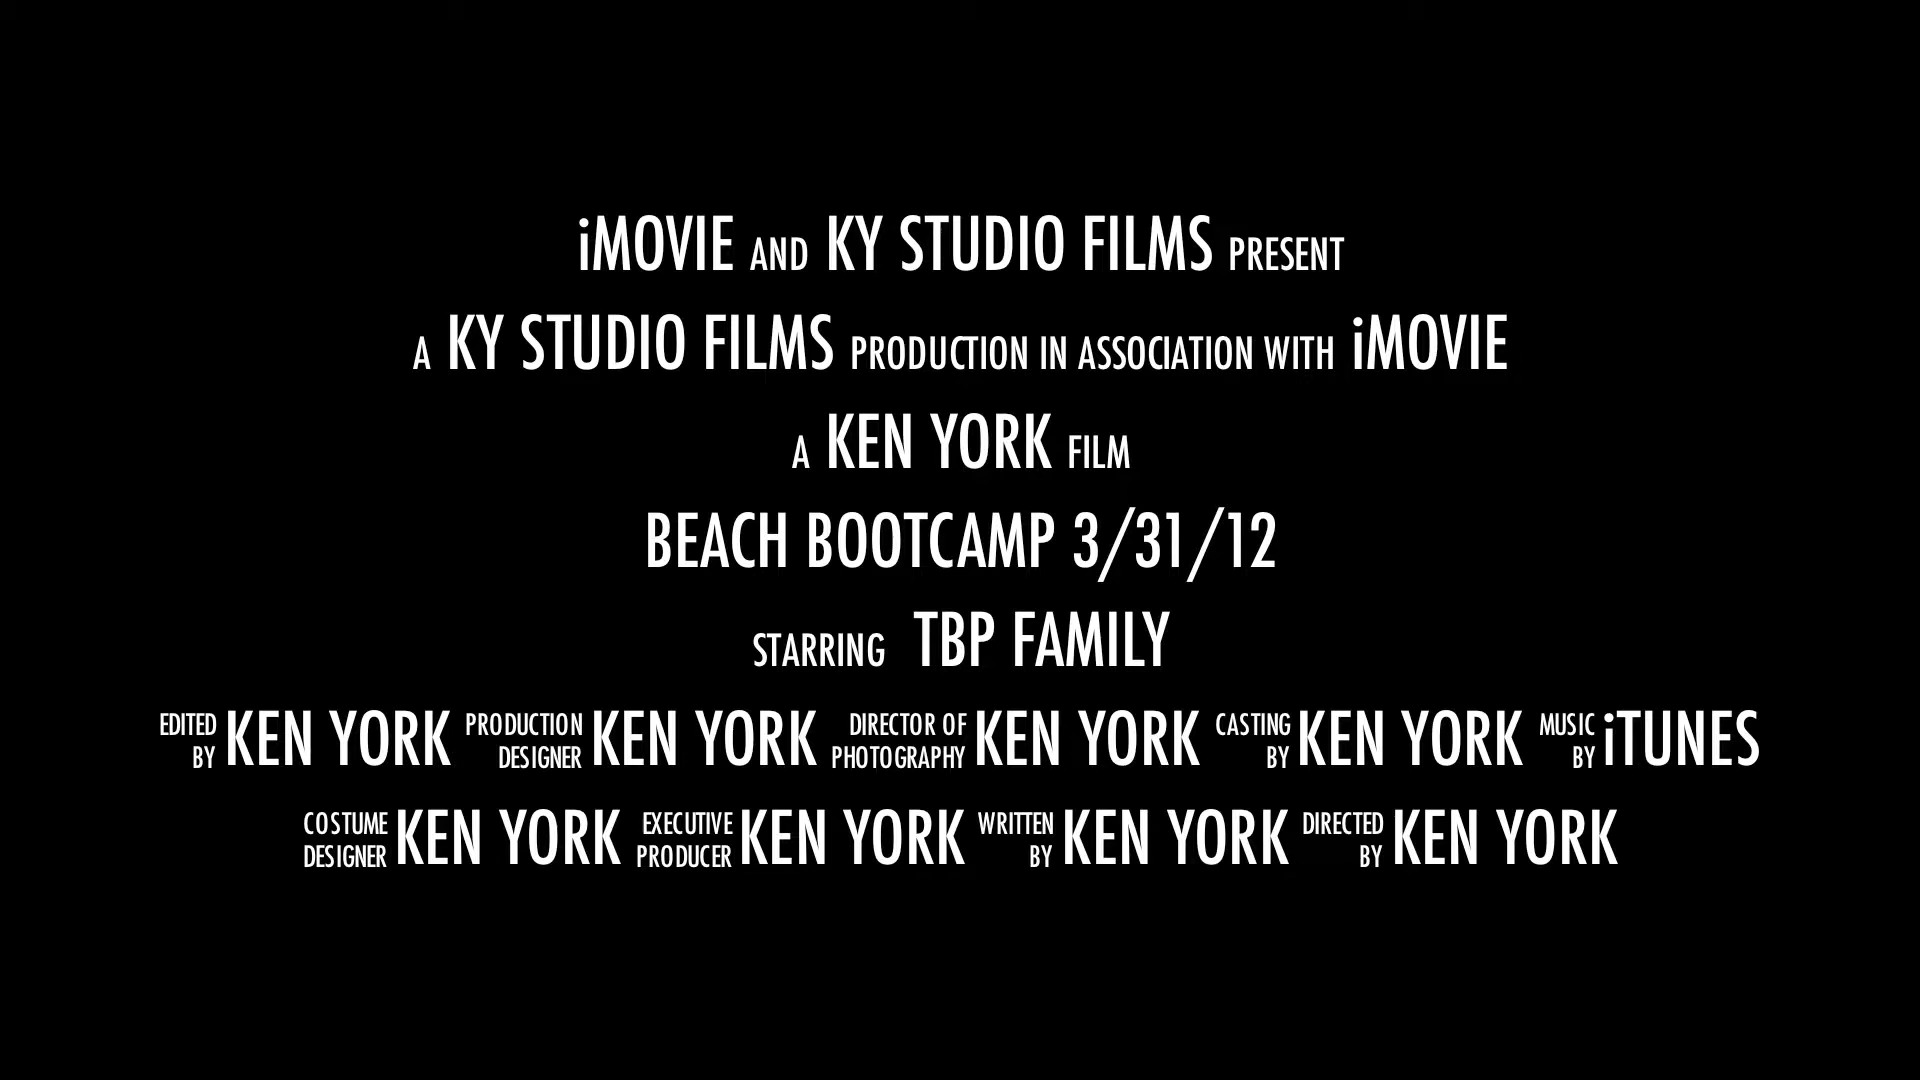 iMOVIE AND KY STUDIO FILMS PRESENT
A KY STUDIO FILMS PRODUCTION IN ASSOCIATION WITH iMOVIE
A KEN YORK FILM
BEACH BOOTCAMP 3/31/12
STARRING TBP FAMILY
EDITED BY KEN YORK PRODUCTION DESIGNER KEN YORK DIRECTOR OF PHOTOGRAPHY KEN YORK CASTING BY KEN YORK MUSIC BY iTUNES
COSTUME DESIGNER KEN YORK EXECUTIVE PRODUCER KEN YORK WRITTEN BY KEN YORK DIRECTED BY KEN YORK